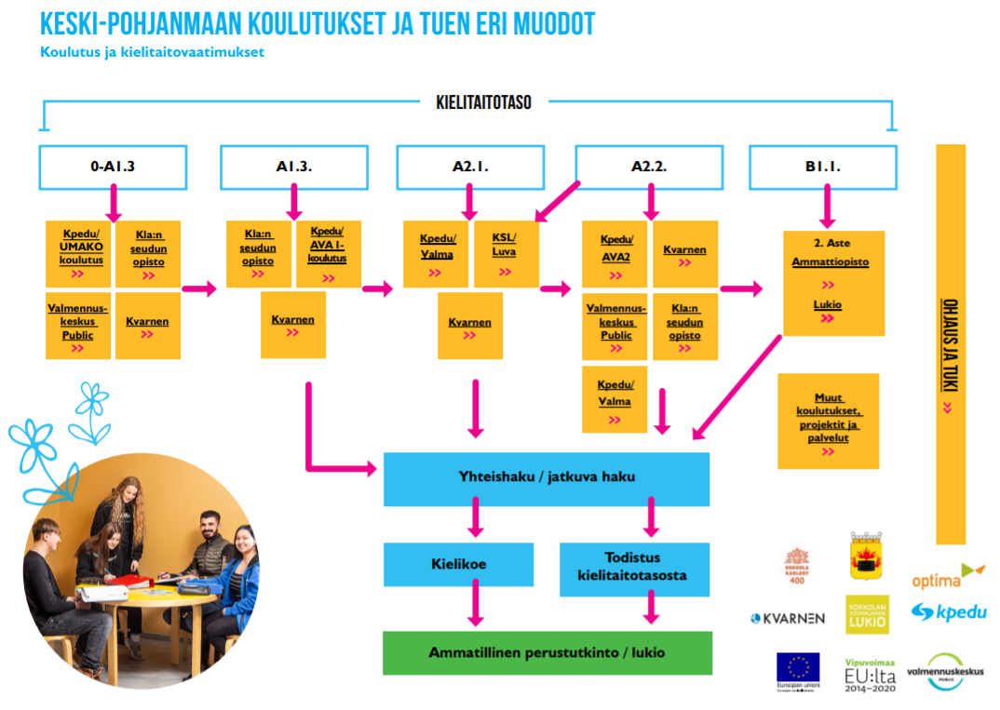 KESKI-POHJANMAAN KOULUTUKSET JA TUEN ERI MUODOT
Koulutus ja kielitaitovaatimukset
KIELITAITOTASO
0-A1.3
A1.3.
A2.1.
A2.2.
B1.1.
Kpedu/
UMAKO
koulutus
>>
Kla:n
seudun
opisto
>>
Valmennus-
keskus
Public
>>
Kvarnen
>>
Kla:n
seudun
opisto
>>
Kpedu/
AVA 1-
koulutus
>>
Kvarnen
>>
Kpedu/
Valma
>>
KSL/
Luva
>>
Kvarnen
>>
Kpedu/
AVA2
>>
Kvarnen
>>
Valmennus-
keskus
Public
>>
Kla:n
seudun
opisto
>>
Kpedu/
Valma
>>
2. Aste
Ammattiopisto
>>
Lukio
>>
Muut
koulutukset,
projektit ja
palvelut
>>
OHJAUS JA TUKI >>
Yhteishaku / jatkuva haku
Kielikoe
Todistus
kielitaitotasosta
Ammatillinen perustutkinto / lukio
KOKKOLA
KARLEBY
400
optima
KVARNEN
KOKKOLAN
SUOMALAINEN
LUKIO
kpedu
Euroopan unioni
Vipuvoimaa
EU:lta
2014–2020
valmennuskeskus
PUBLIC